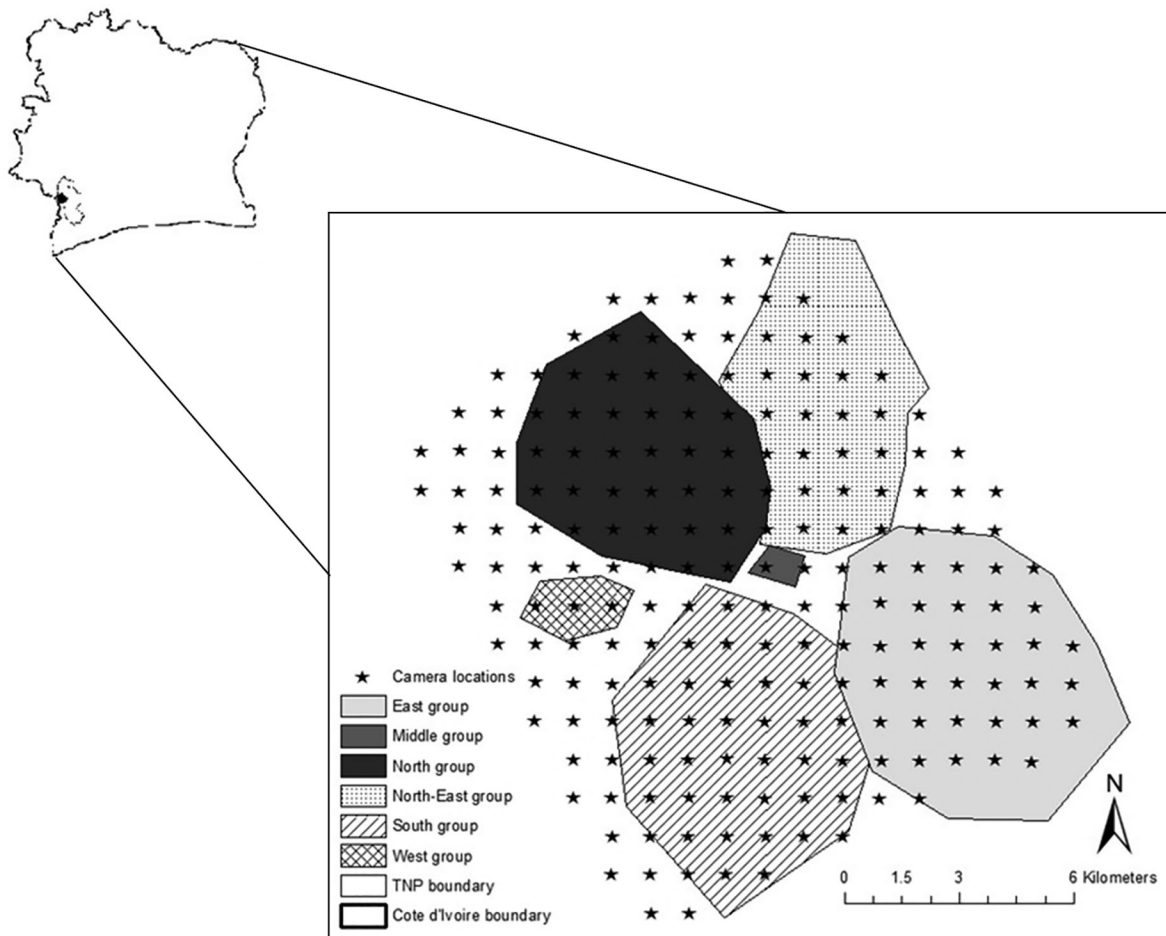 Camera locations
East group
Middle group
North group
North-East group
South group
West group
TNP boundary
Cote d'Ivoire boundary
N
0 1.5 3 6 Kilometers